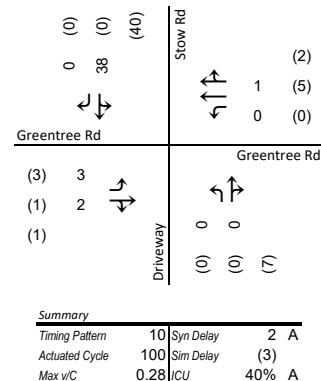 (0) (0) (40)
0 38
Stow Rd
(2)
1 (5)
0 (0)
Greentree Rd
Greentree Rd
(3) 3
(1) 2
(1)
Driveway
0 0
(0) (0) (7)
Summary
Timing Pattern 10 Syn Delay 2 A
Actuated Cycle 100 Sim Delay (3)
Max v/C 0.28 ICU 40% A